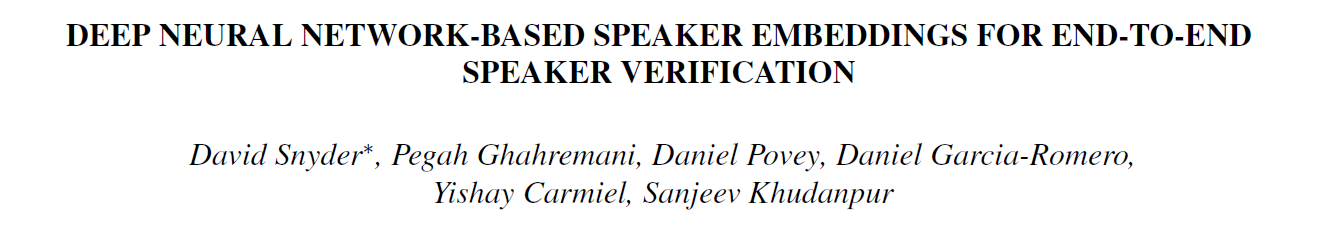 DEEP NEURAL NETWORK-BASED SPEAKER EMBEDDINGS FOR END-TO-END
SPEAKER VERIFICATION
David Snyder*, Pegah Ghahremani, Daniel Povey, Daniel Garcia-Romero,
Yishay Carmiel, Sanjeev Khudanpur